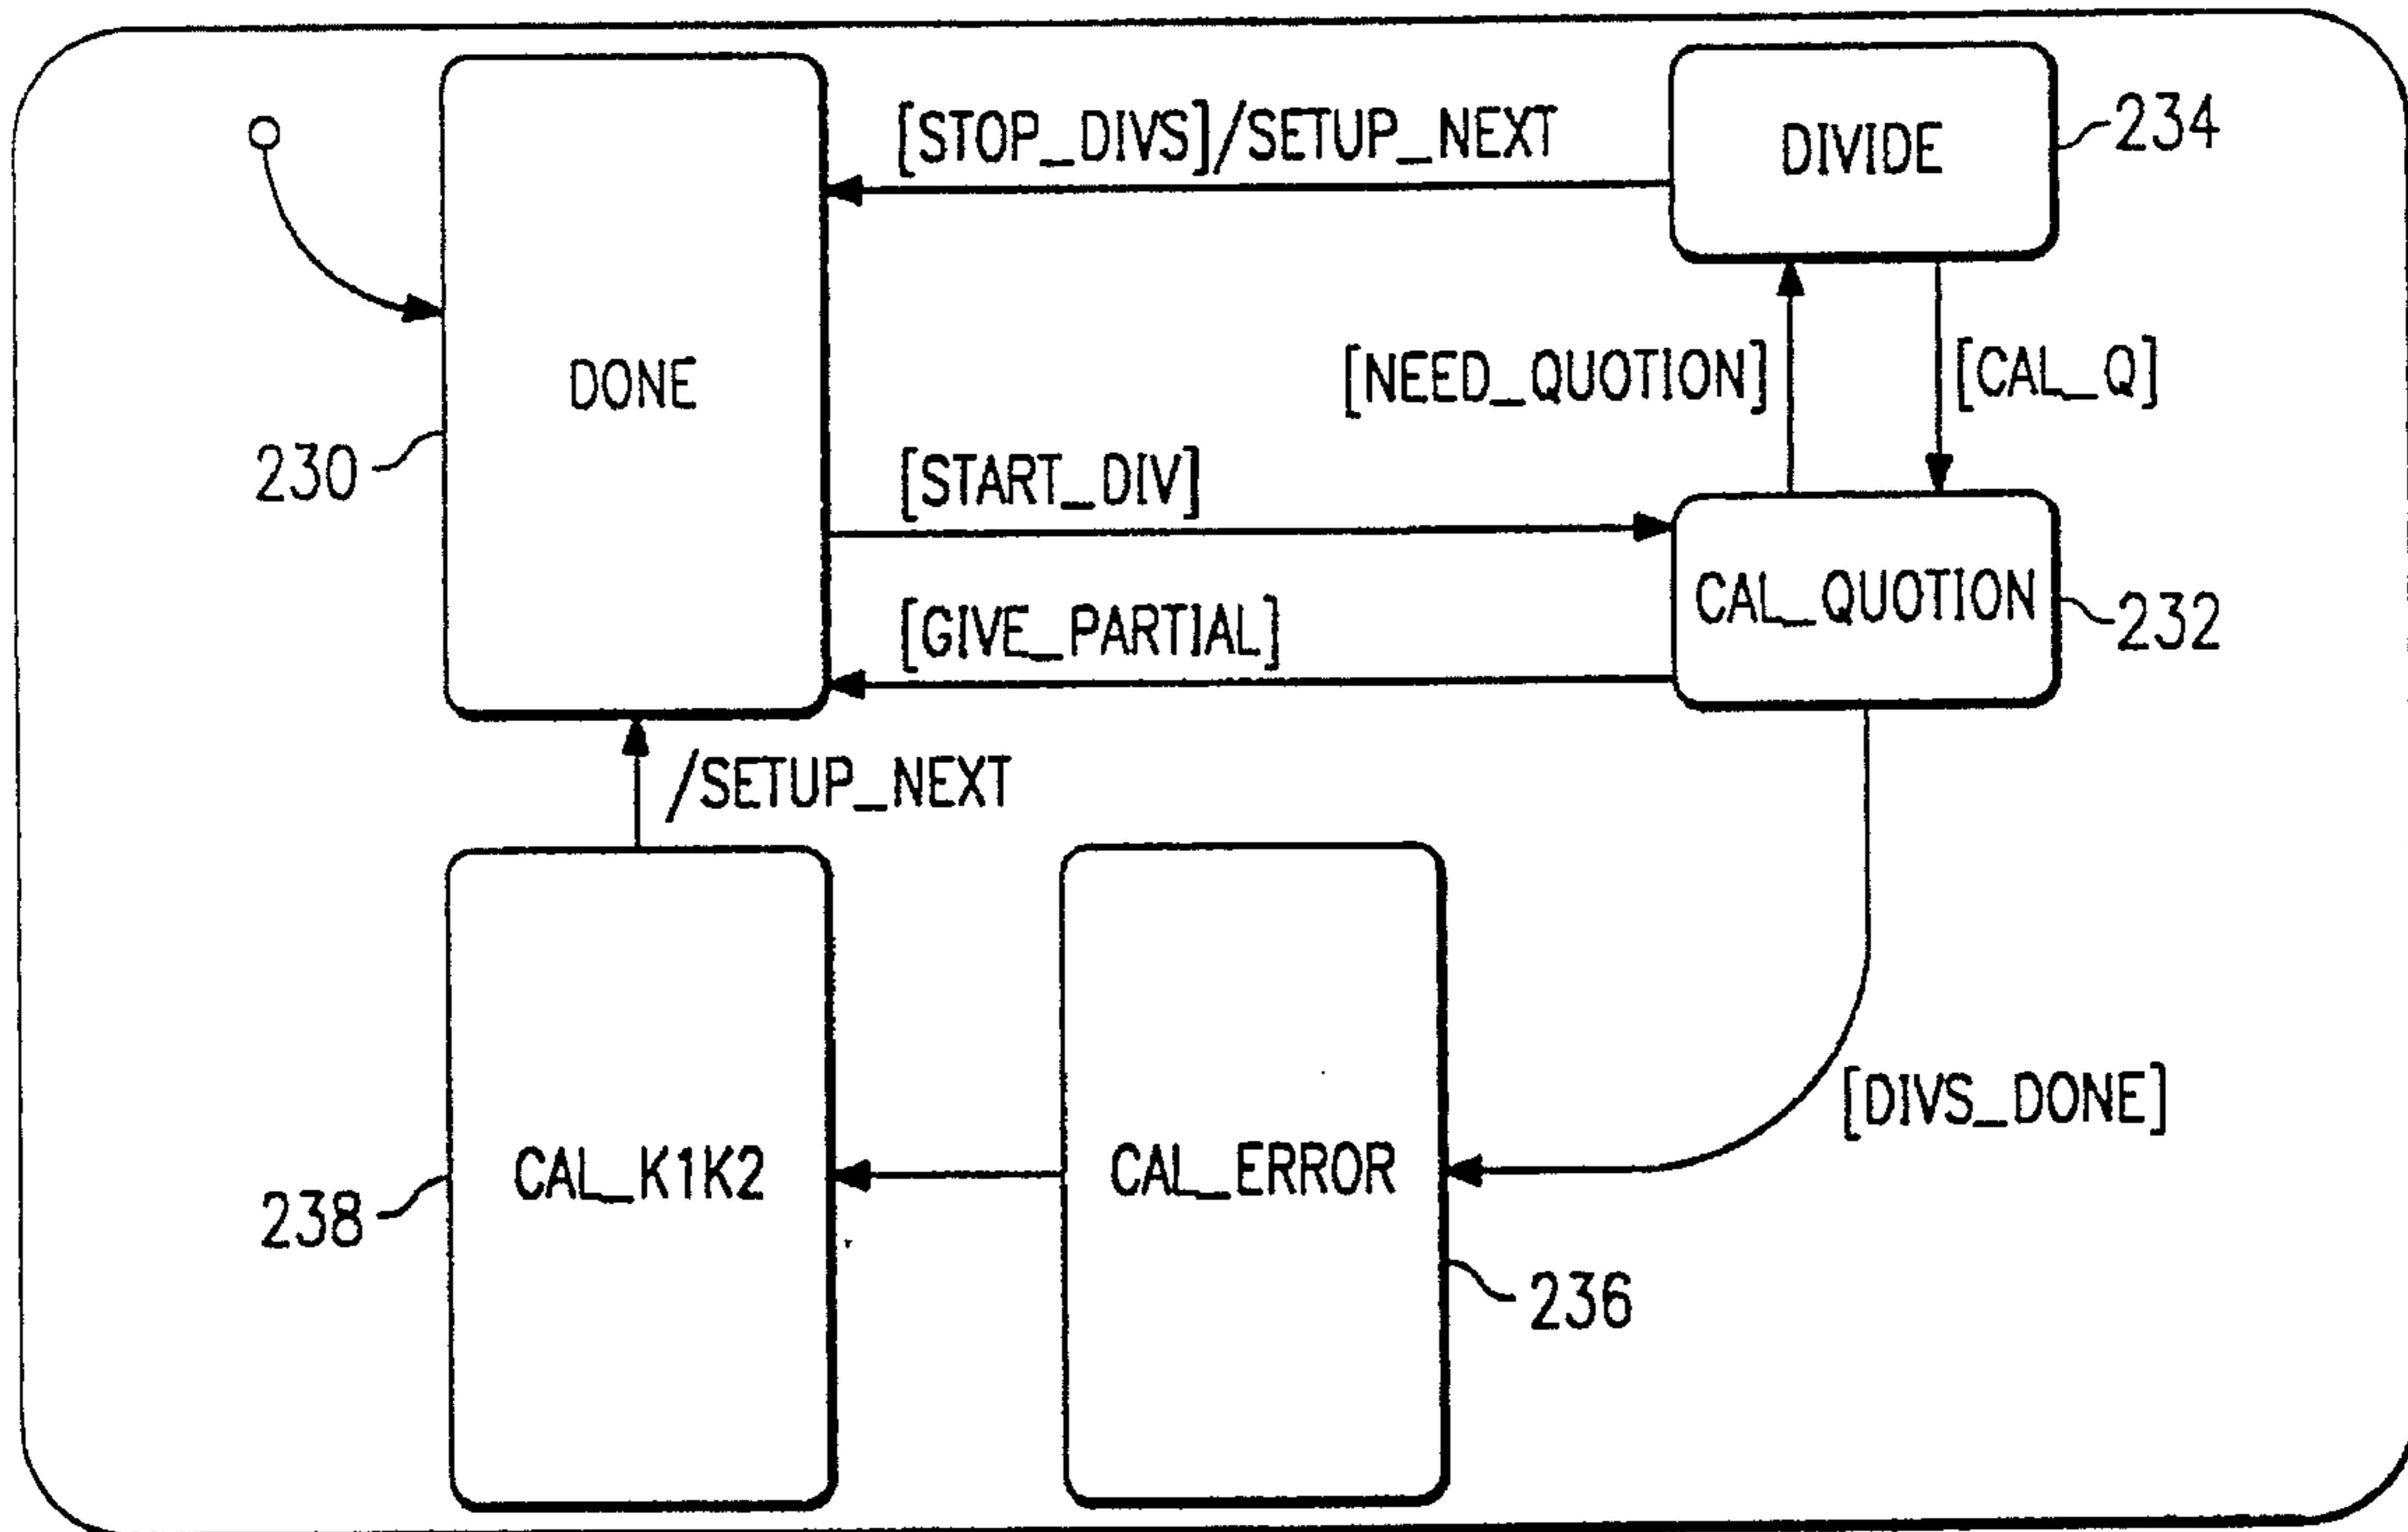 [STOP_DIVS]/SETUP_NEXT
DIVIDE
234
DONE
[NEED_QUOTION]
[CAL_Q]
230
[START_DIV]
CAL_QUOTION
232
[GIVE_PARTIAL]
/SETUP_NEXT
[DIVS_DONE]
CAL_K1K2
CAL_ERROR
238
236